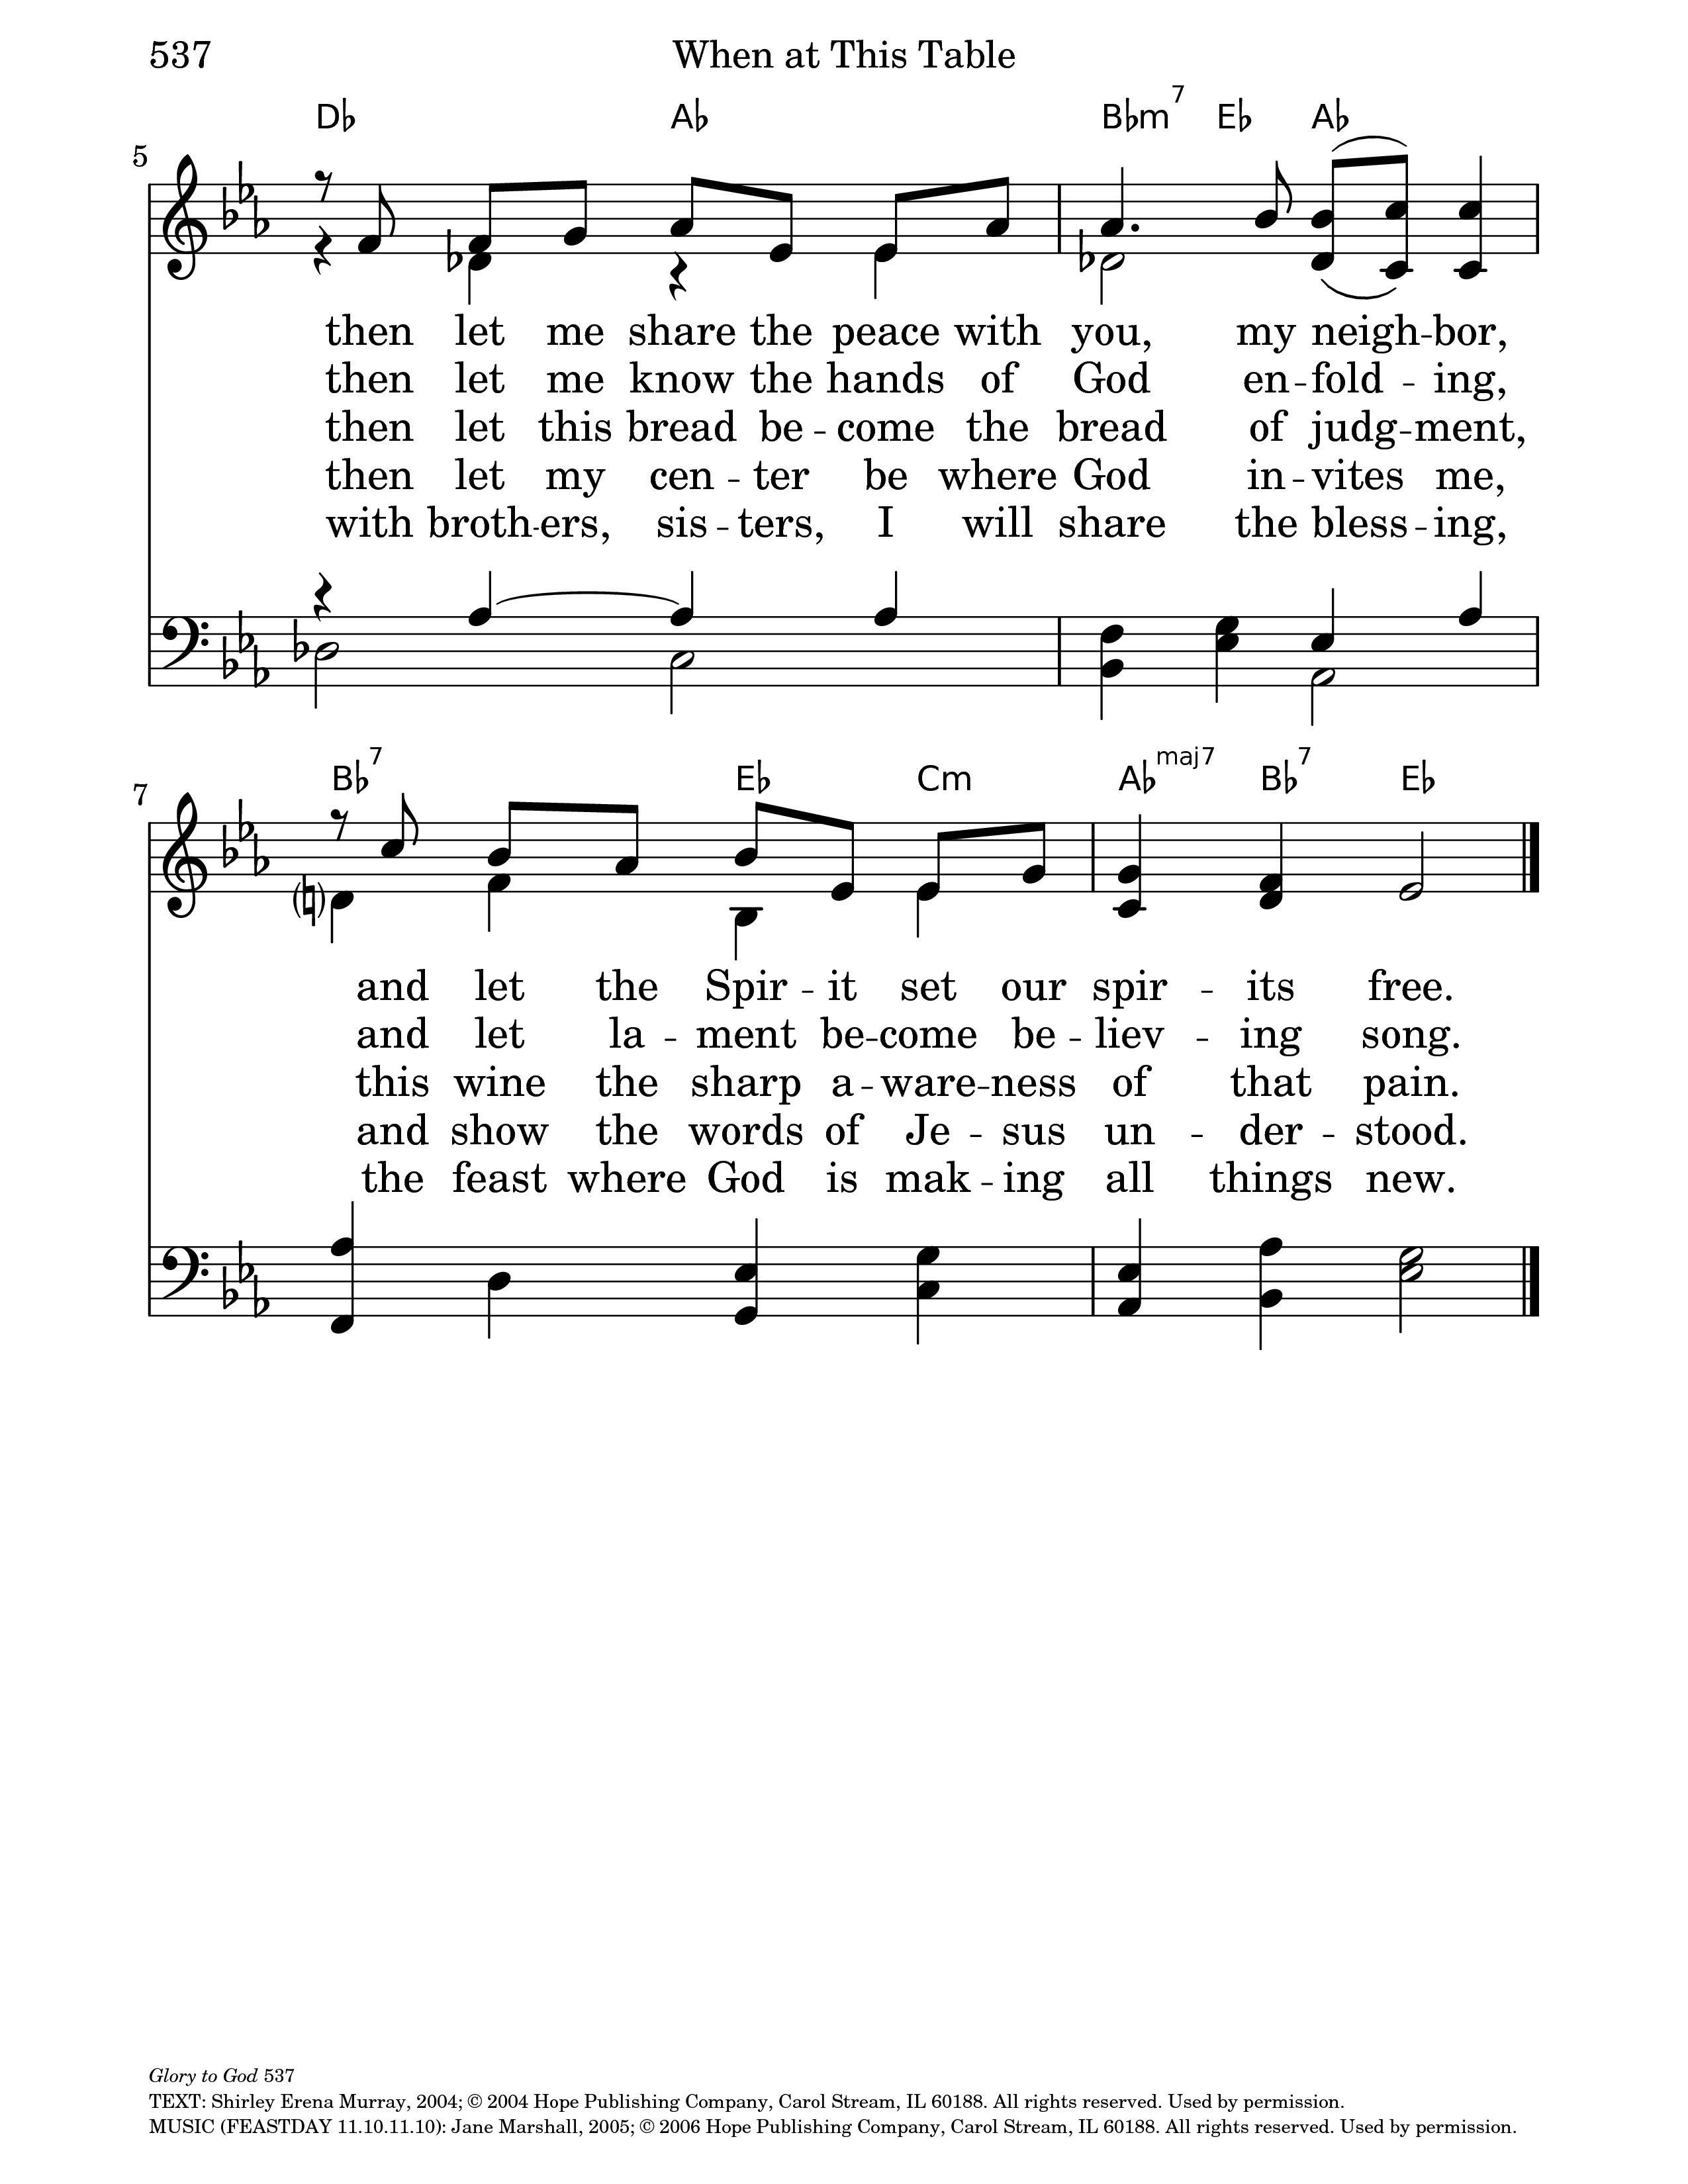 537 When at This Table
D♭ A♭ B♭m7 E♭ A♭
5
then let me share the peace with you, my neigh - bor,
then let me know the hands of God en - fold - ing,
then let this bread be - come the bread of judg - ment,
then let my cen - ter be where God in - vites me,
with broth - ers, sis - ters, I will share the bless - ing,
B♭7 E♭ Cm A♭maj7 B♭7 E♭
7
and let the Spir - it set our spir - its free.
and let la - ment be - come be - liev - ing song.
this wine the sharp a - ware - ness of that pain.
and show the words of Je - sus un - der - stood.
the feast where God is mak - ing all things new.
Glory to God 537
TEXT: Shirley Erena Murray, 2004; © 2004 Hope Publishing Company, Carol Stream, IL 60188. All rights reserved. Used by permission.
MUSIC (FEASTDAY 11.10.11.10): Jane Marshall, 2005; © 2006 Hope Publishing Company, Carol Stream, IL 60188. All rights reserved. Used by permission.